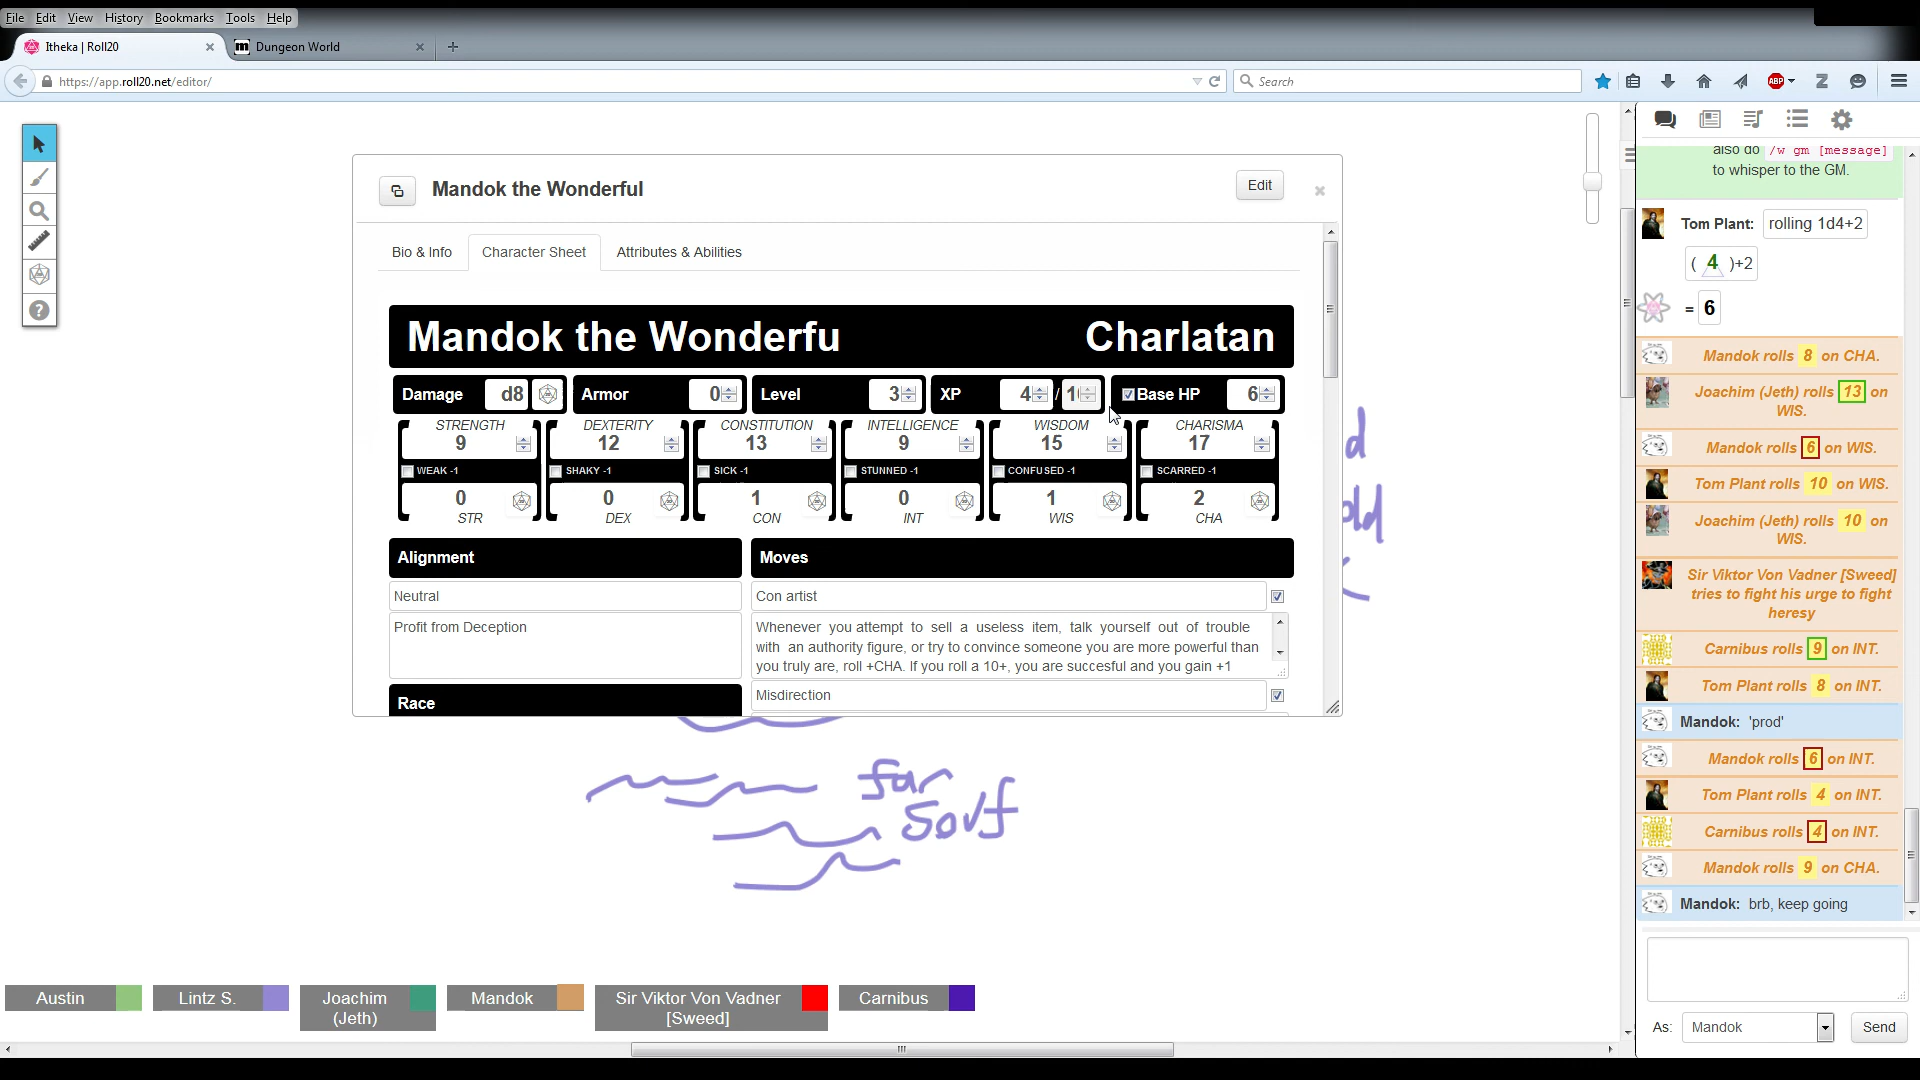 File Edit View History Bookmarks Tools Help
Itheka | Roll20
Dungeon World
https://app.roll20.net/editor/
Search
ABP
Z
Mandok the Wonderful
Edit
Bio & Info
Character Sheet
Attributes & Abilities
Mandok the Wonderfu
Charlatan
Damage d8
Armor 0
Level 3
XP 4 / 1
Base HP 6
STRENGTH DEXTERITY CONSTITUTION INTELLIGENCE WISDOM CHARISMA
9 12 13 9 15 17
WEAK -1 SHAKY -1 SICK -1 STUNNED -1 CONFUSED -1 SCARRED -1
0 0 1 0 1 2
STR DEX CON INT WIS CHA
Alignment
Neutral
Profit from Deception
Race
Moves
Con artist
Whenever you attempt to sell a useless item, talk yourself out of trouble
with an authority figure, or try to convince someone you are more powerful than
you truly are, roll +CHA. If you roll a 10+, you are succesful and you gain +1
Misdirection
far
Austin
Lintz S.
Joachim
(Jeth)
Mandok
Sir Viktor Von Vadner
[Sweed]
Carnibus
also do /w gm [message]
to whisper to the GM.
Tom Plant: rolling 1d4+2
( 4 )+2
= 6
Mandok rolls 8 on CHA.
Joachim (Jeth) rolls 13 on
WIS.
Mandok rolls 6 on WIS.
Tom Plant rolls 10 on WIS.
Joachim (Jeth) rolls 10 on
WIS.
Sir Viktor Von Vadner [Sweed]
tries to fight his urge to fight
heresy
Carnibus rolls 9 on INT.
Tom Plant rolls 8 on INT.
Mandok: 'prod'
Mandok rolls 6 on INT.
Tom Plant rolls 4 on INT.
Carnibus rolls 4 on INT.
Mandok rolls 9 on CHA.
Mandok: brb, keep going
As: Mandok Send